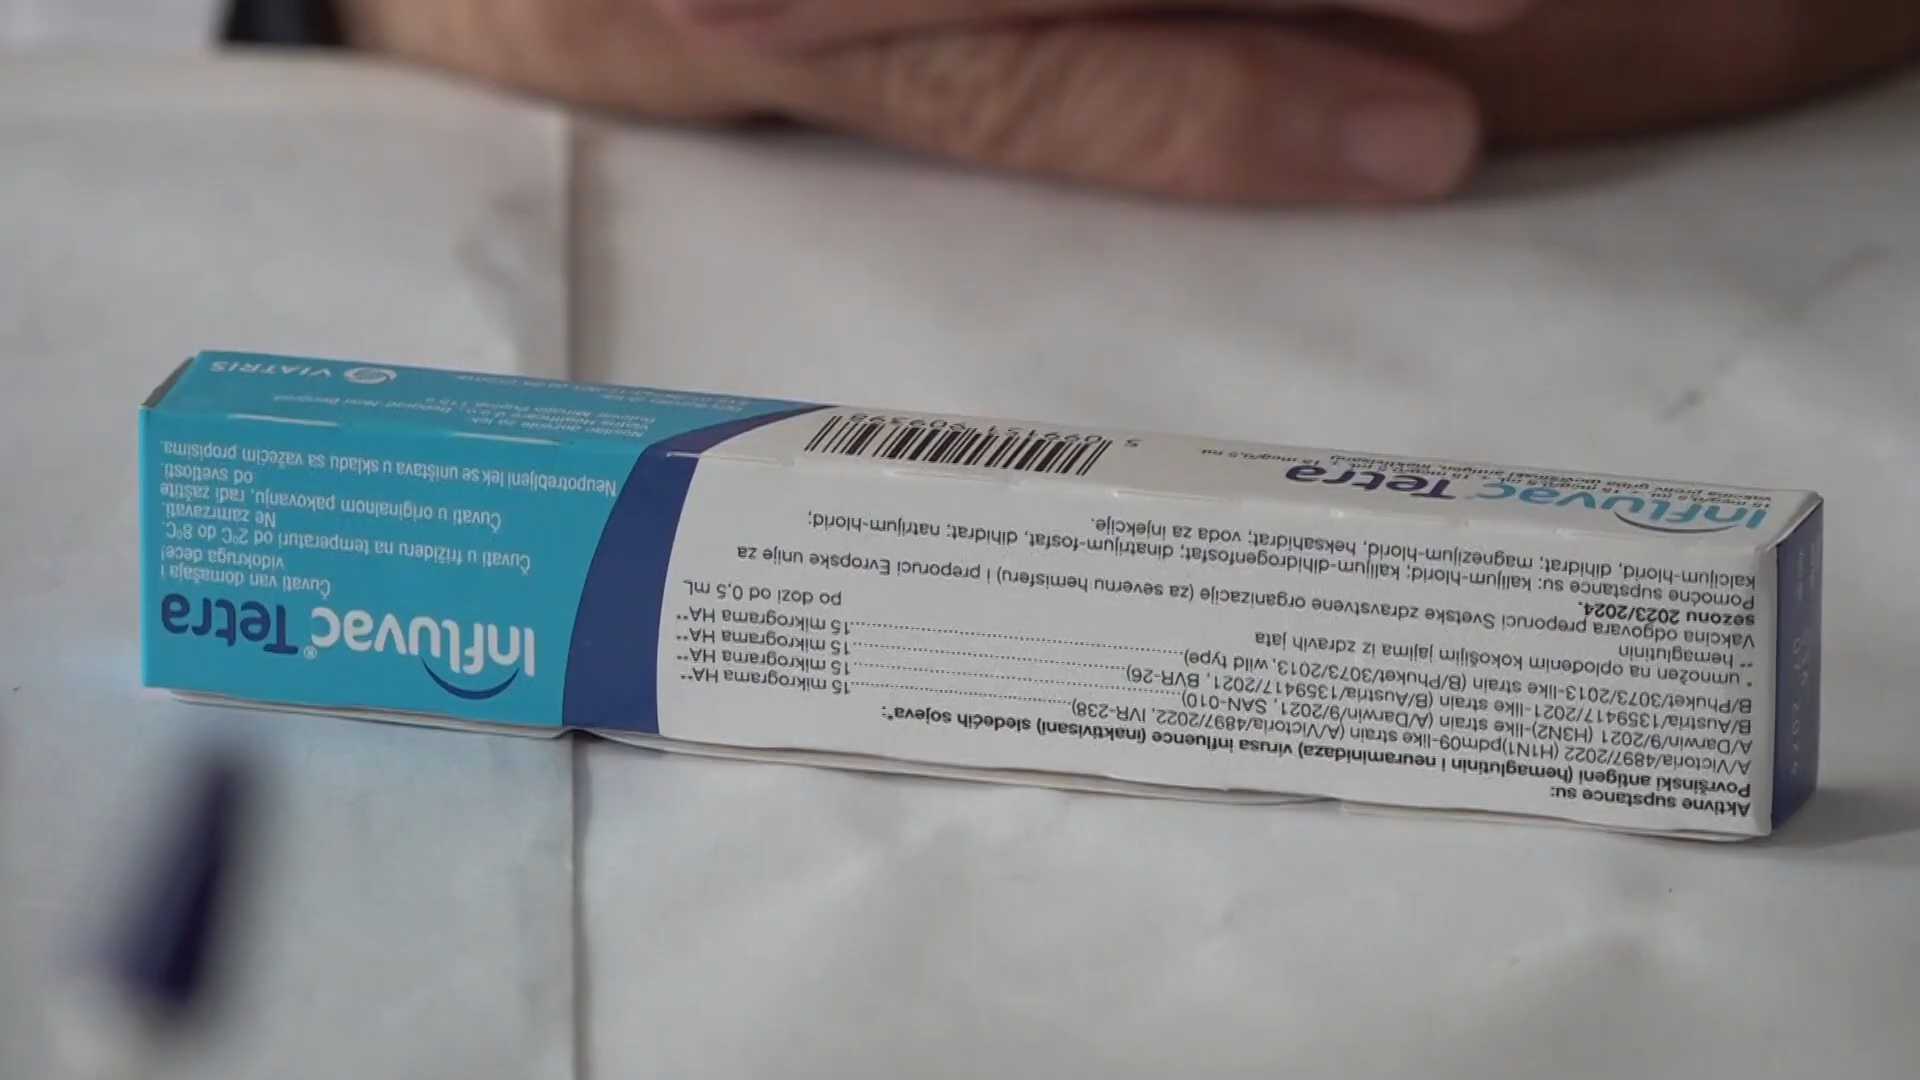 Aktivne supstance su:
Površinski antigeni (hemaglutinin i neuraminidaza) virusa influence (inaktivisani) sledećih sojeva*:
A/Victoria/4897/2022 (H1N1)pdm09-like strain (A/Victoria/4897/2022, IVR-238) 15 mikrograma HA**
A/Darwin/9/2021 (H3N2)-like strain (A/Darwin/9/2021, SAN-010) 15 mikrograma HA**
B/Austria/1359417/2021-like strain (B/Austria/1359417/2021, BVR-26) 15 mikrograma HA**
B/Phuket/3073/2013-like strain (B/Phuket/3073/2013, wild type) 15 mikrograma HA**
po dozi od 0,5 mL
* umnožen na oplođenim kokošijim jajima iz zdravih jata
** hemaglutinin
Vakcina odgovara preporuci Svetske zdravstvene organizacije (za severnu hemisferu) i preporuci Evropske unije za
sezonu 2023/2024.
Pomoćne supstance su: kalijum-hlorid; kalijum-dihidrogenfosfat; dinatrijum-fosfat, dihidrat; natrijum-hlorid;
kalcijum-hlorid, dihidrat; magnezijum-hlorid, heksahidrat; voda za injekcije.
Influvac® Tetra
Čuvati van domašaja i
vidokruga dece!
Čuvati u frižideru na temperaturi od 2°C do 8°C.
Ne zamrzavati.
Čuvati u originalnom pakovanju, radi zaštite
od svetlosti.
Neupotrebljeni lek se uništava u skladu sa važećim propisima.
Influvac Tetra
Nosilac dozvole za lek:
VIATRIS